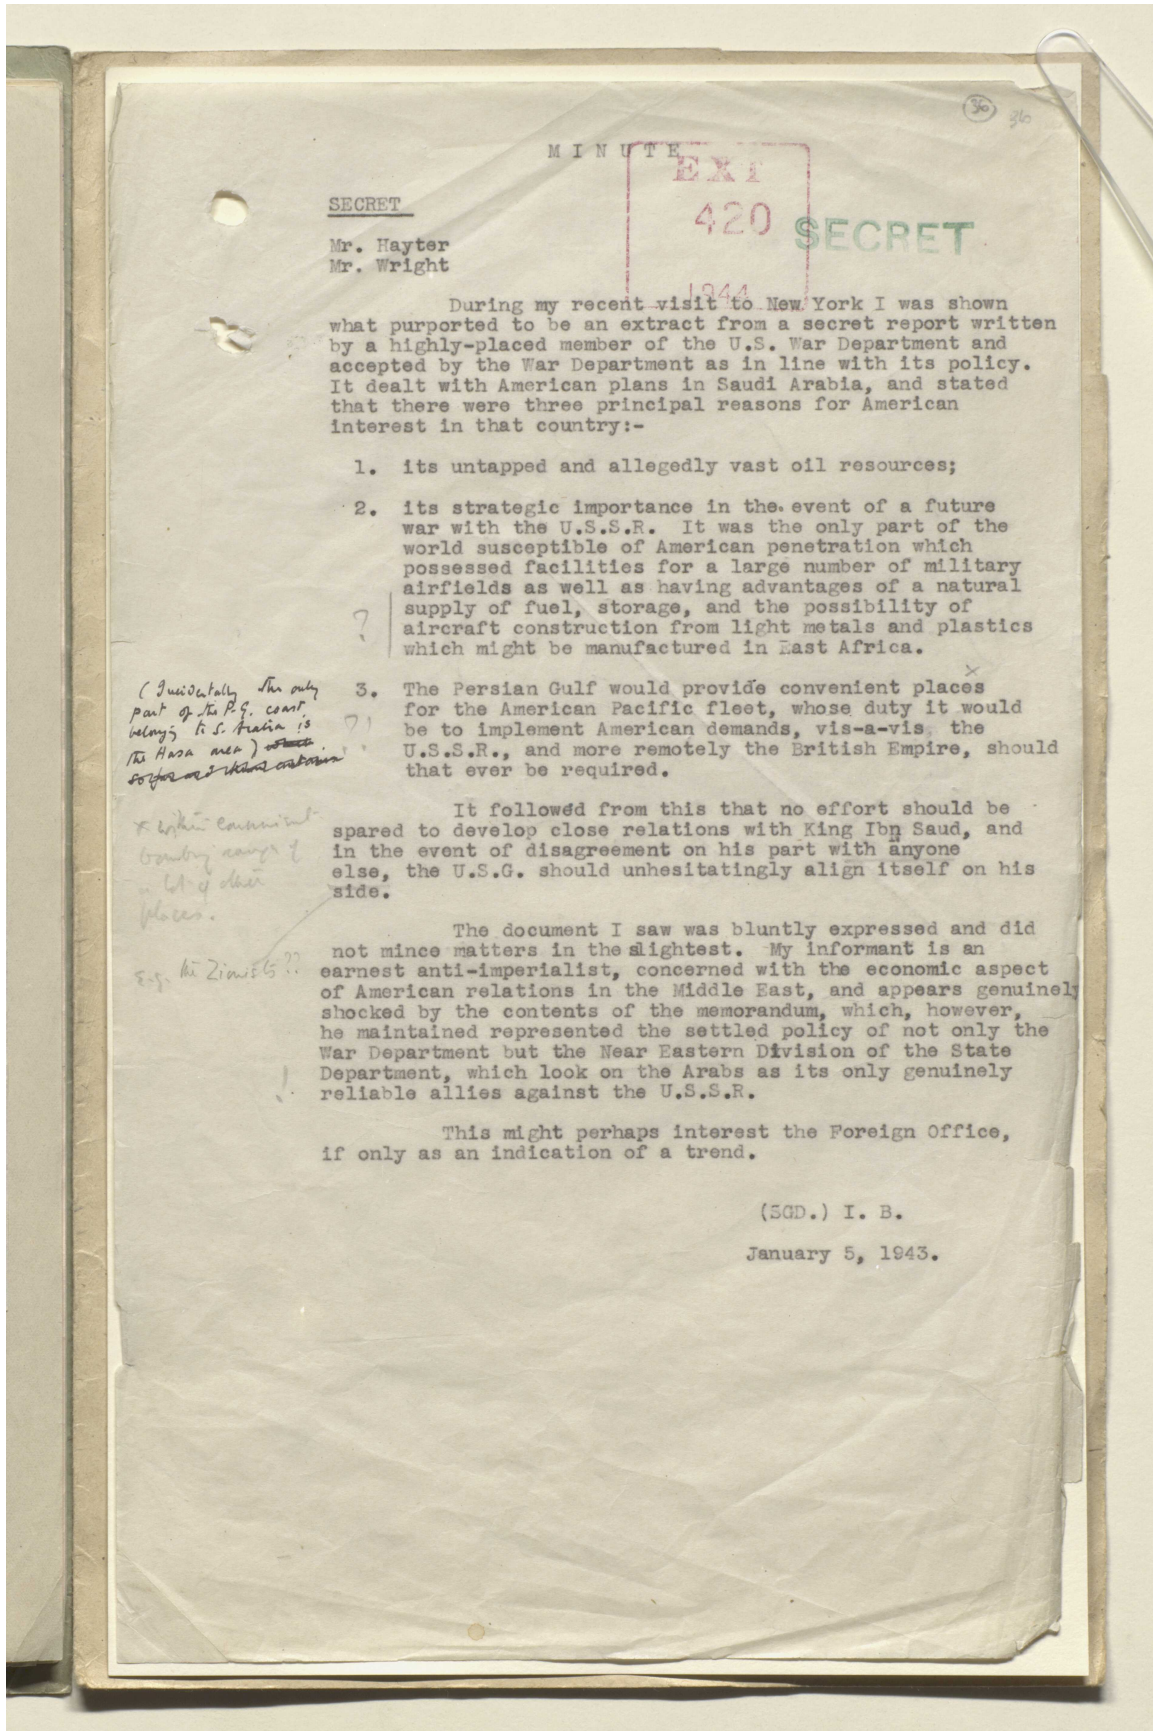 36
36
MINUTE
EXT
420
1944
SECRET
SECRET
Mr. Hayter
Mr. Wright
During my recent visit to New York I was shown
what purported to be an extract from a secret report written
by a highly-placed member of the U.S. War Department and
accepted by the War Department as in line with its policy.
It dealt with American plans in Saudi Arabia, and stated
that there were three principal reasons for American
interest in that country:-
1. its untapped and allegedly vast oil resources;
2. its strategic importance in the event of a future
war with the U.S.S.R. It was the only part of the
world susceptible of American penetration which
possessed facilities for a large number of military
airfields as well as having advantages of a natural
supply of fuel, storage, and the possibility of
? aircraft construction from light metals and plastics
which might be manufactured in East Africa.
x
3. The Persian Gulf would provide convenient places
for the American Pacific fleet, whose duty it would
be to implement American demands, vis-a-vis the
U.S.S.R., and more remotely the British Empire, should
that ever be required.
(Incidentally the only
part of the P.G. coast
belong to S. Arabia is
the Hasa area)
?!
It followed from this that no effort should be
spared to develop close relations with King Ibn Saud, and
in the event of disagreement on his part with anyone
else, the U.S.G. should unhesitatingly align itself on his
side.
x within convenient
bombing range of
a lot of other
places.
The document I saw was bluntly expressed and did
not mince matters in the slightest. My informant is an
earnest anti-imperialist, concerned with the economic aspect
of American relations in the Middle East, and appears genuinely
shocked by the contents of the memorandum, which, however,
he maintained represented the settled policy of not only the
War Department but the Near Eastern Division of the State
Department, which look on the Arabs as its only genuinely
reliable allies against the U.S.S.R.
e.g. the Zionists??
!
This might perhaps interest the Foreign Office,
if only as an indication of a trend.
(SGD.) I. B.
January 5, 1943.